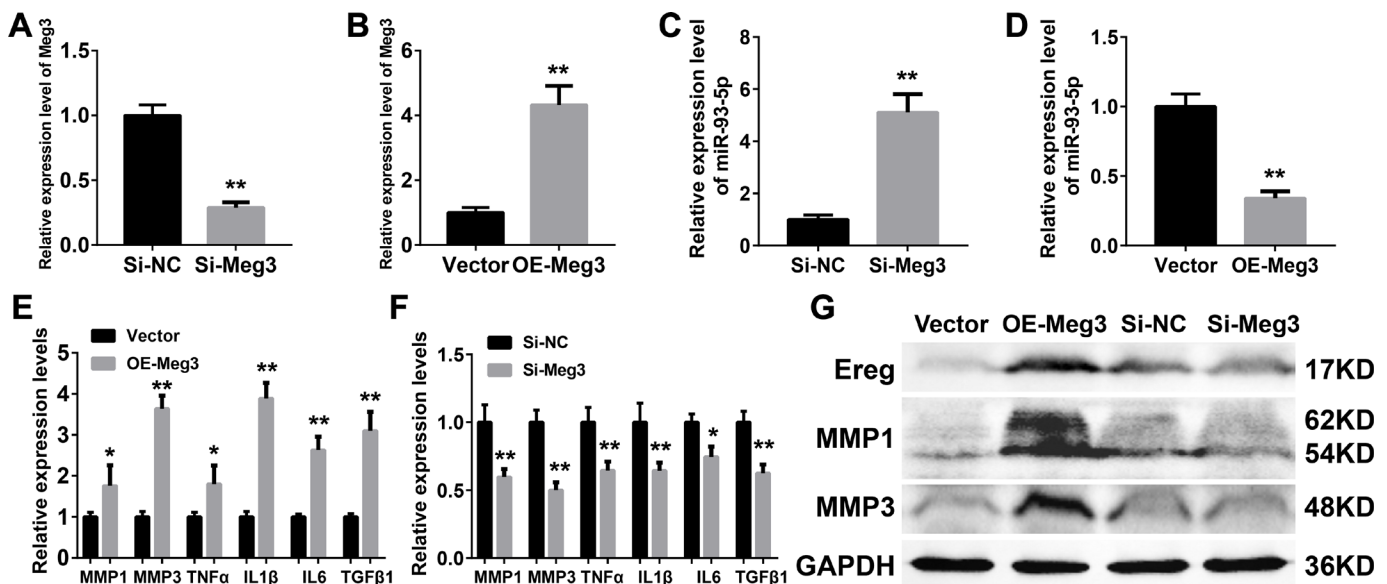 A
Relative expression level of Meg3
1.5
1.0
0.5
0.0
**
Si-NC Si-Meg3
B
Relative expression level of Meg3
6
4
2
0
**
Vector OE-Meg3
C
Relative expression level
of miR-93-5p
8
6
4
2
0
**
Si-NC Si-Meg3
D
Relative expression level
of miR-93-5p
1.5
1.0
0.5
0.0
**
Vector OE-Meg3
E
Relative expression levels
Vector
OE-Meg3
5
4
3
2
1
0
* ** * ** ** **
MMP1 MMP3 TNFα IL1β IL6 TGFβ1
F
Relative expression levels
Si-NC
Si-Meg3
1.5
1.0
0.5
0.0
** ** ** ** * **
MMP1 MMP3 TNFα IL1β IL6 TGFβ1
G
Vector OE-Meg3 Si-NC Si-Meg3
Ereg 17KD
MMP1 62KD
54KD
MMP3 48KD
GAPDH 36KD